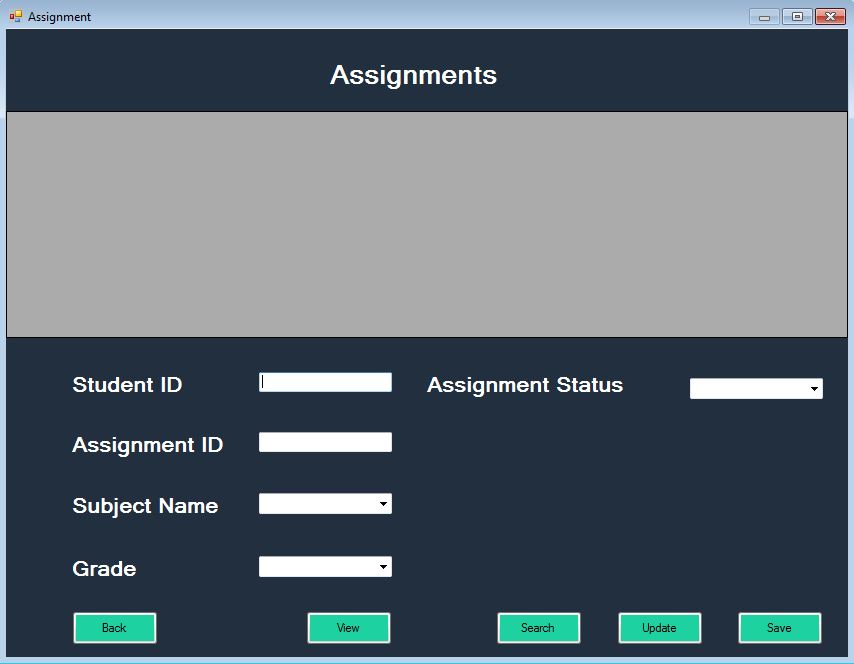 Assignment
Assignments
Student ID
Assignment Status
Assignment ID
Subject Name
Grade
Back View Search Update Save